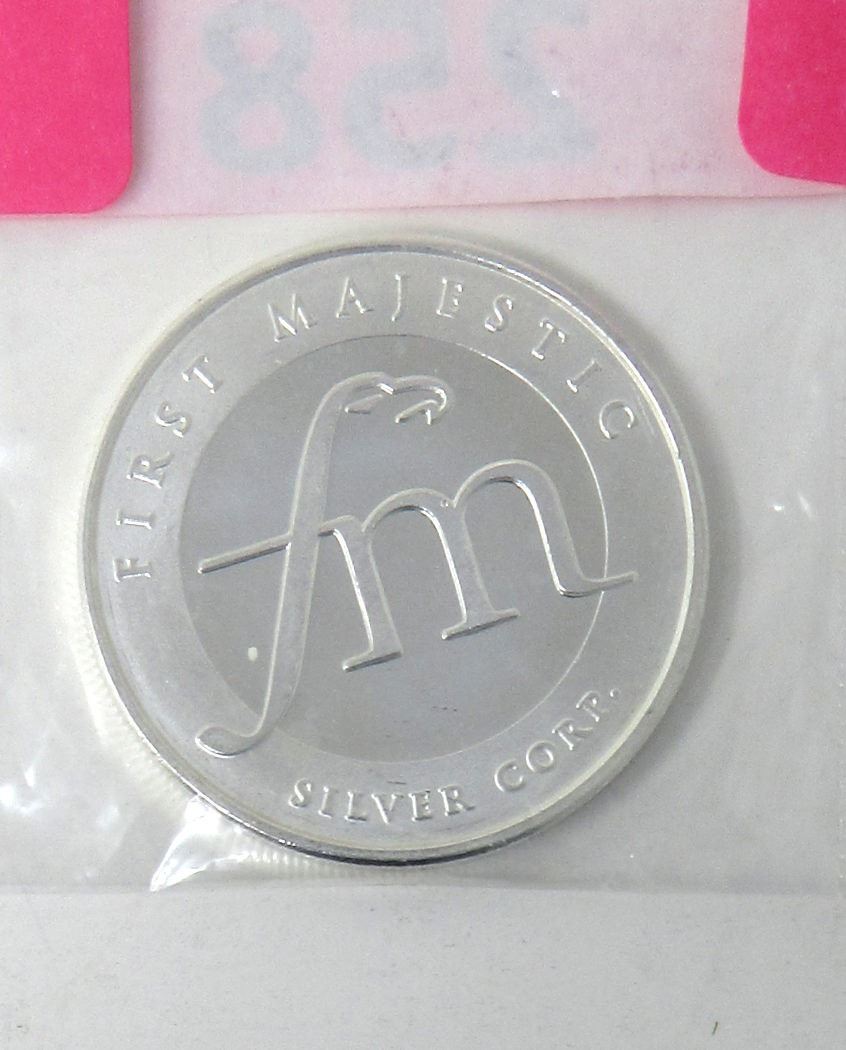 258
FIRST MAJESTIC
fm
SILVER CORP.